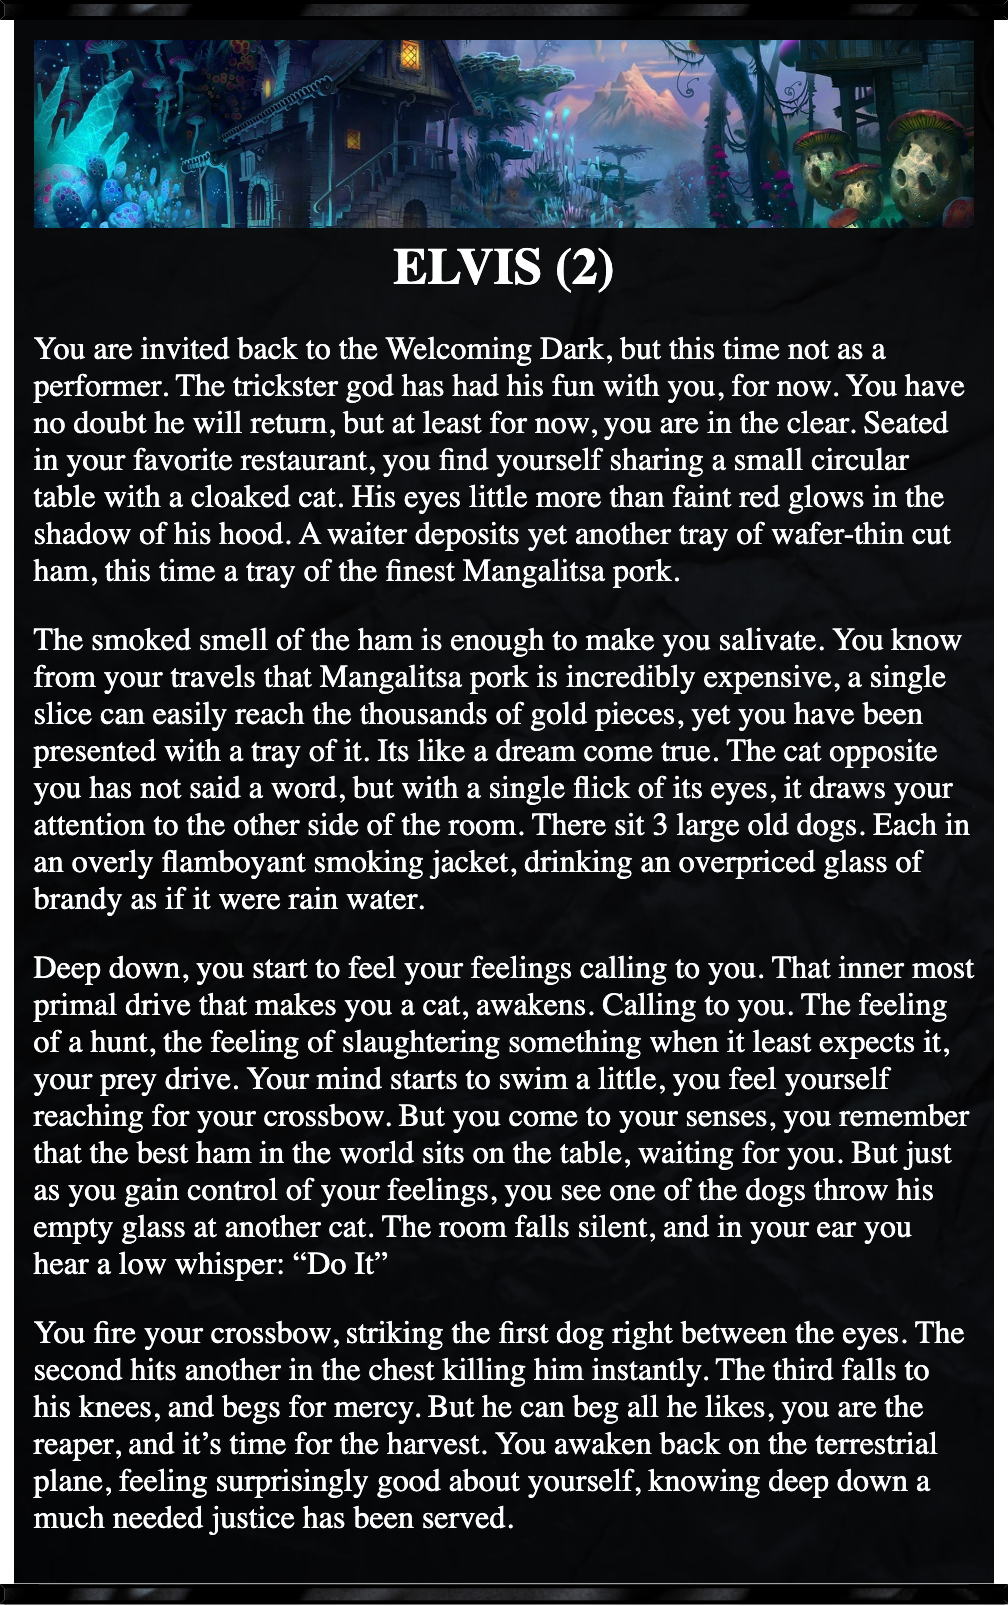 ELVIS (2)
You are invited back to the Welcoming Dark, but this time not as a
performer. The trickster god has had his fun with you, for now. You have
no doubt he will return, but at least for now, you are in the clear. Seated
in your favorite restaurant, you find yourself sharing a small circular
table with a cloaked cat. His eyes little more than faint red glows in the
shadow of his hood. A waiter deposits yet another tray of wafer-thin cut
ham, this time a tray of the finest Mangalitsa pork.
The smoked smell of the ham is enough to make you salivate. You know
from your travels that Mangalitsa pork is incredibly expensive, a single
slice can easily reach the thousands of gold pieces, yet you have been
presented with a tray of it. Its like a dream come true. The cat opposite
you has not said a word, but with a single flick of its eyes, it draws your
attention to the other side of the room. There sit 3 large old dogs. Each in
an overly flamboyant smoking jacket, drinking an overpriced glass of
brandy as if it were rain water.
Deep down, you start to feel your feelings calling to you. That inner most
primal drive that makes you a cat, awakens. Calling to you. The feeling
of a hunt, the feeling of slaughtering something when it least expects it,
your prey drive. Your mind starts to swim a little, you feel yourself
reaching for your crossbow. But you come to your senses, you remember
that the best ham in the world sits on the table, waiting for you. But just
as you gain control of your feelings, you see one of the dogs throw his
empty glass at another cat. The room falls silent, and in your ear you
hear a low whisper: “Do It”
You fire your crossbow, striking the first dog right between the eyes. The
second hits another in the chest killing him instantly. The third falls to
his knees, and begs for mercy. But he can beg all he likes, you are the
reaper, and it’s time for the harvest. You awaken back on the terrestrial
plane, feeling surprisingly good about yourself, knowing deep down a
much needed justice has been served.